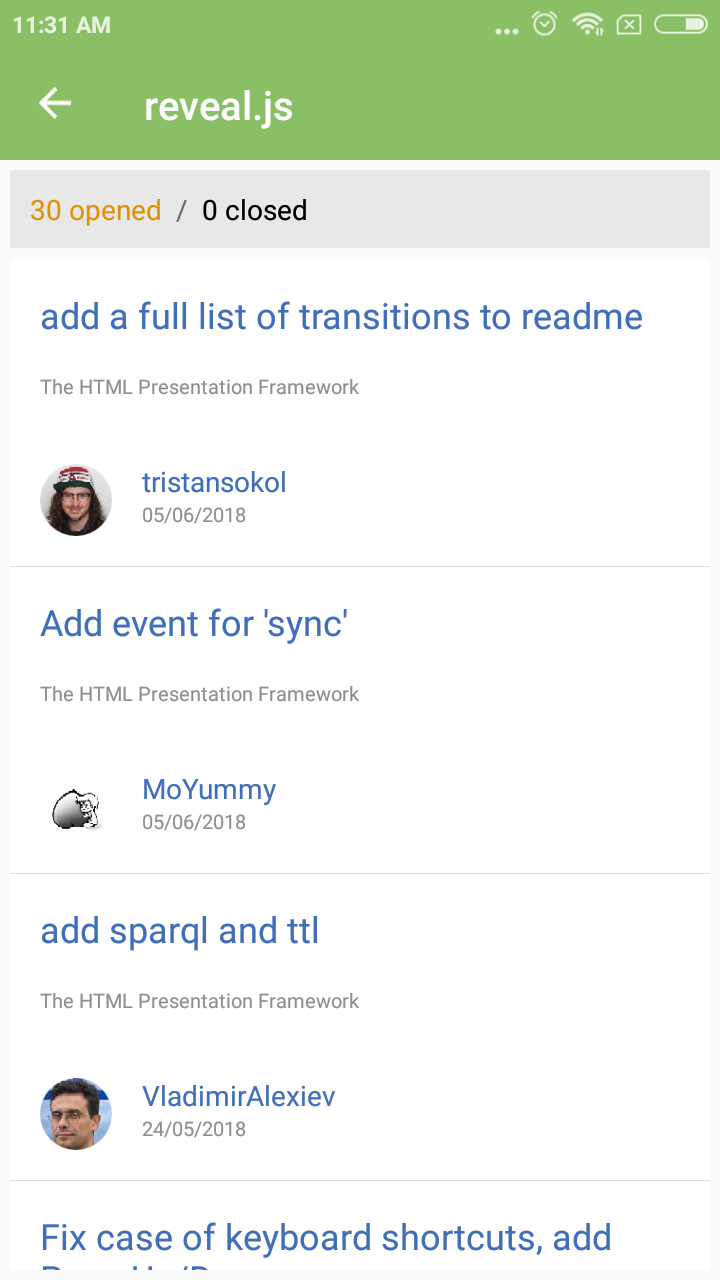 11:31 AM
reveal.js
30 opened / 0 closed
add a full list of transitions to readme
The HTML Presentation Framework
tristansokol
05/06/2018
Add event for 'sync'
The HTML Presentation Framework
MoYummy
05/06/2018
add sparql and ttl
The HTML Presentation Framework
VladimirAlexiev
24/05/2018
Fix case of keyboard shortcuts, add